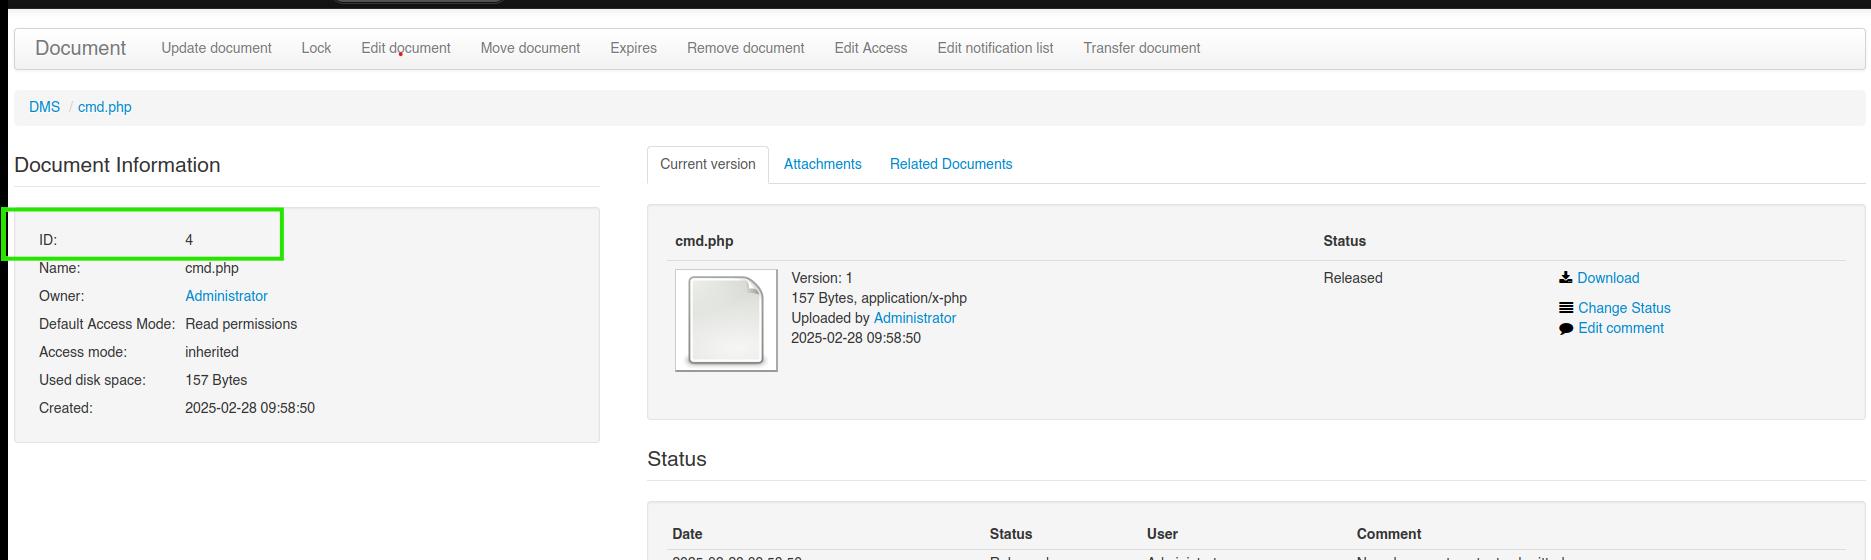 Document Update document Lock Edit document Move document Expires Remove document Edit Access Edit notification list Transfer document
DMS / cmd.php
Document Information
ID: 4
Name: cmd.php
Owner: Administrator
Default Access Mode: Read permissions
Access mode: inherited
Used disk space: 157 Bytes
Created: 2025-02-28 09:58:50
Current version Attachments Related Documents
cmd.php Status
Version: 1 Released Download
157 Bytes, application/x-php
Uploaded by Administrator Change Status
2025-02-28 09:58:50 Edit comment
Status
Date Status User Comment